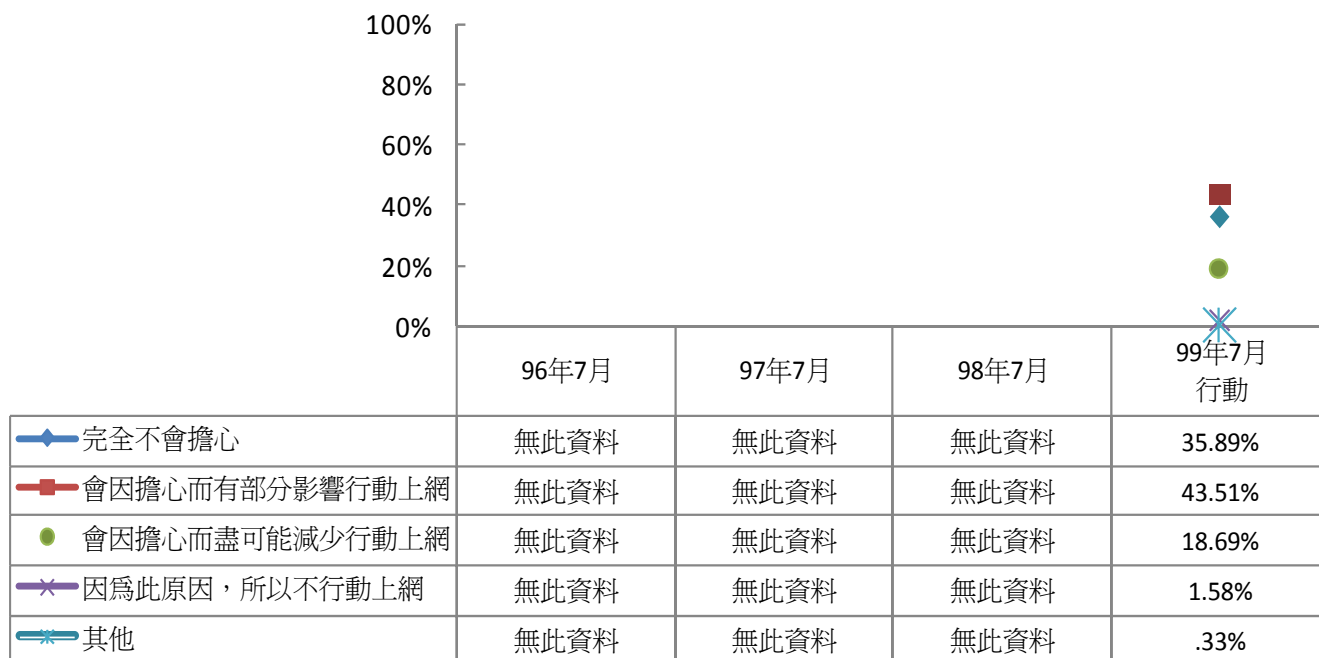 100%
80%
60%
40%
20%
0%
96年7月 97年7月 98年7月 99年7月
行動
完全不會擔心 無此資料 無此資料 無此資料 35.89%
會因擔心而有部分影響行動上網 無此資料 無此資料 無此資料 43.51%
會因擔心而盡可能減少行動上網 無此資料 無此資料 無此資料 18.69%
因爲此原因，所以不行動上網 無此資料 無此資料 無此資料 1.58%
其他 無此資料 無此資料 無此資料 .33%